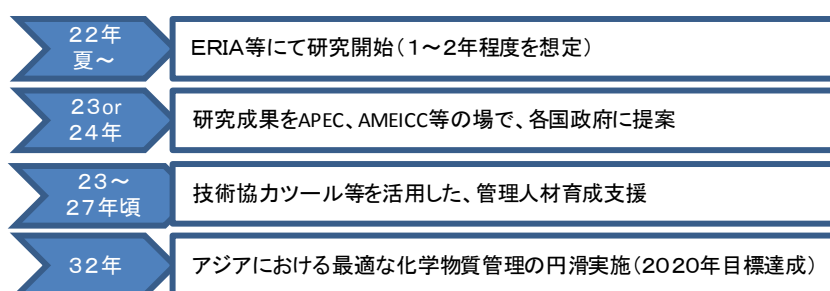 22年
夏～
ERIA等にて研究開始（1～2年程度を想定）
23or
24年
研究成果をAPEC、AMEICC等の場で、各国政府に提案
23～
27年頃
技術協力ツール等を活用した、管理人材育成支援
32年
アジアにおける最適な化学物質管理の円滑実施（2020年目標達成）